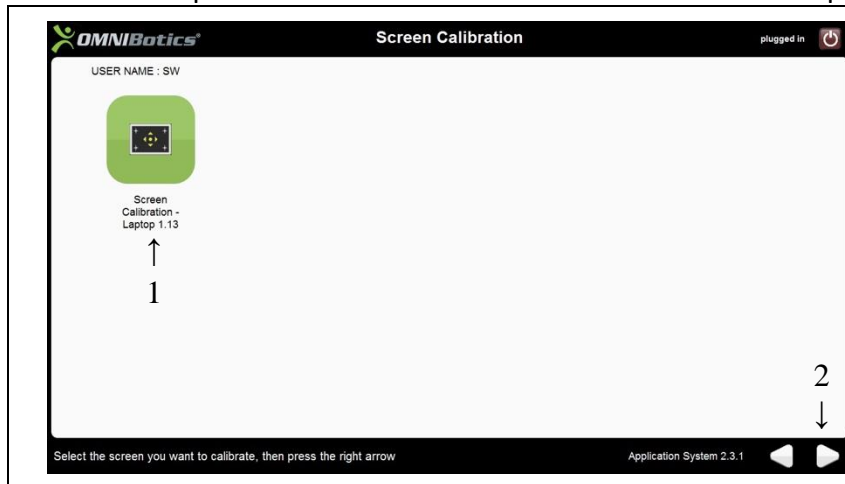 OMNIBotics®
Screen Calibration
plugged in
USER NAME : SW
Screen
Calibration -
Laptop 1.13
↑
1
2
↓
Select the screen you want to calibrate, then press the right arrow
Application System 2.3.1